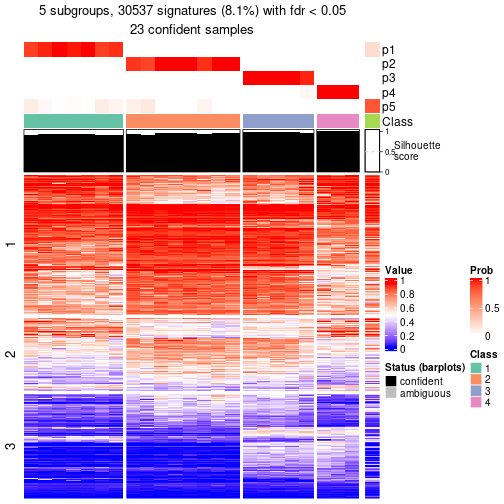 5 subgroups, 30537 signatures (8.1%) with fdr < 0.05
23 confident samples
p1
p2
p3
p4
p5
Class
1
0.5
0
Silhouette
score
1
2
3
Value
1
0.8
0.6
0.4
0.2
0
Prob
1
0.5
0
Status (barplots)
confident
ambiguous
Class
1
2
3
4